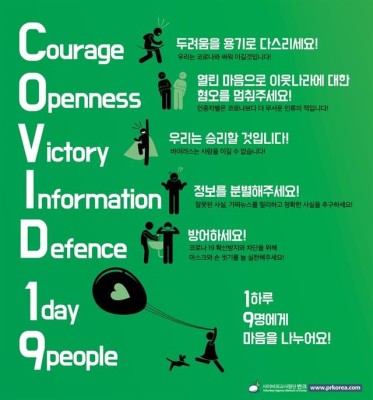 Courage
두려움을 용기로 다스리세요!
우리는 코로나와 싸워 이길것입니다!
Openness
열린 마음으로 이웃나라에 대한
혐오를 멈춰주세요!
인종차별은 코로나보다 더 무서운 인류의 적입니다!
Victory
우리는 승리할 것입니다!
바이러스는 사람을 이길 수 없습니다!
Information
정보를 분별해주세요!
잘못된 사실, 가짜뉴스를 멀리하고 정확한 사실을 추구하세요!
Defence
방어하세요!
코로나 19 확산방지와 차단을 위해
마스크와 손 씻기를 늘 실천해주세요!
1day
9people
1하루
9명에게
마음을 나누어요!
사이버외교사절단 반크
www.prkorea.com